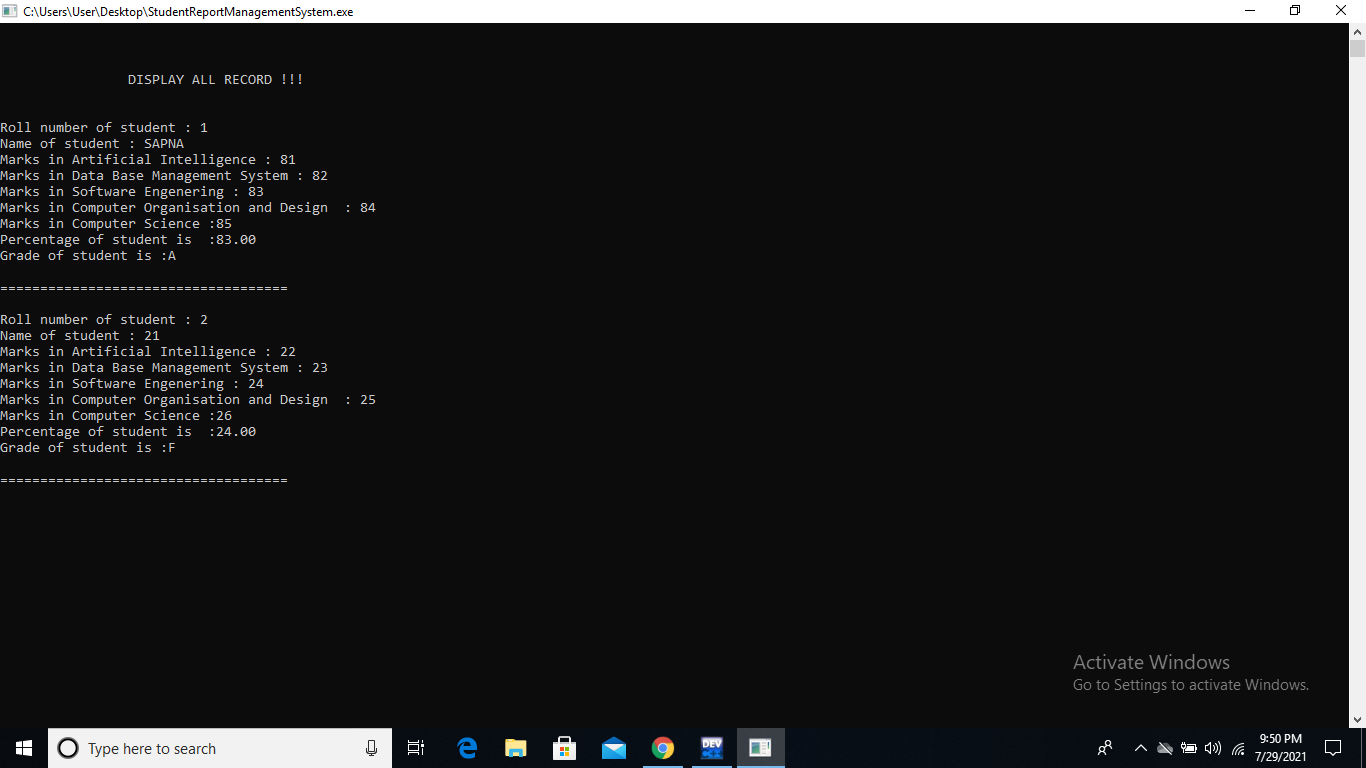 C:\Users\User\Desktop\StudentReportManagementSystem.exe
DISPLAY ALL RECORD !!!
Roll number of student : 1
Name of student : SAPNA
Marks in Artificial Intelligence : 81
Marks in Data Base Management System : 82
Marks in Software Engenering : 83
Marks in Computer Organisation and Design  : 84
Marks in Computer Science :85
Percentage of student is  :83.00
Grade of student is :A
====================================
Roll number of student : 2
Name of student : 21
Marks in Artificial Intelligence : 22
Marks in Data Base Management System : 23
Marks in Software Engenering : 24
Marks in Computer Organisation and Design  : 25
Marks in Computer Science :26
Percentage of student is  :24.00
Grade of student is :F
====================================
Activate Windows
Go to Settings to activate Windows.
Type here to search
DEV
9:50 PM
7/29/2021